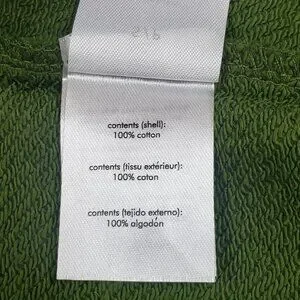 S/P
contents (shell):
100% cotton
contents (tissu extérieur):
100% coton
contents (tejido externo):
100% algodón